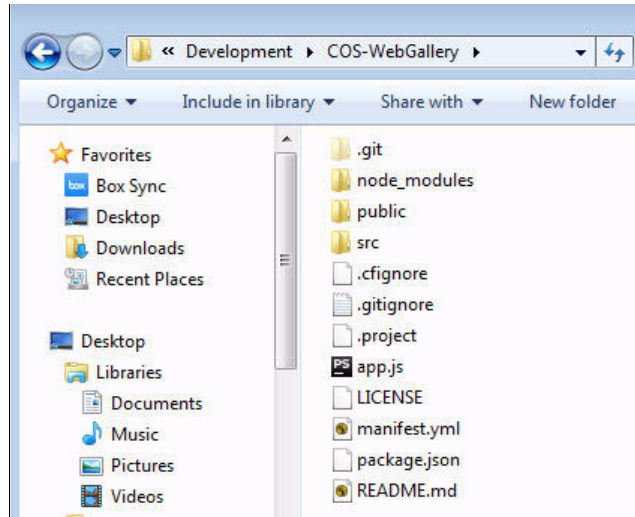 « Development ▸ COS-WebGallery ▸
Organize Include in library Share with New folder
Favorites
box Box Sync
Desktop
Downloads
Recent Places
Desktop
Libraries
Documents
Music
Pictures
Videos
.git
node_modules
public
src
.cfignore
.gitignore
.project
PS app.js
LICENSE
manifest.yml
package.json
README.md